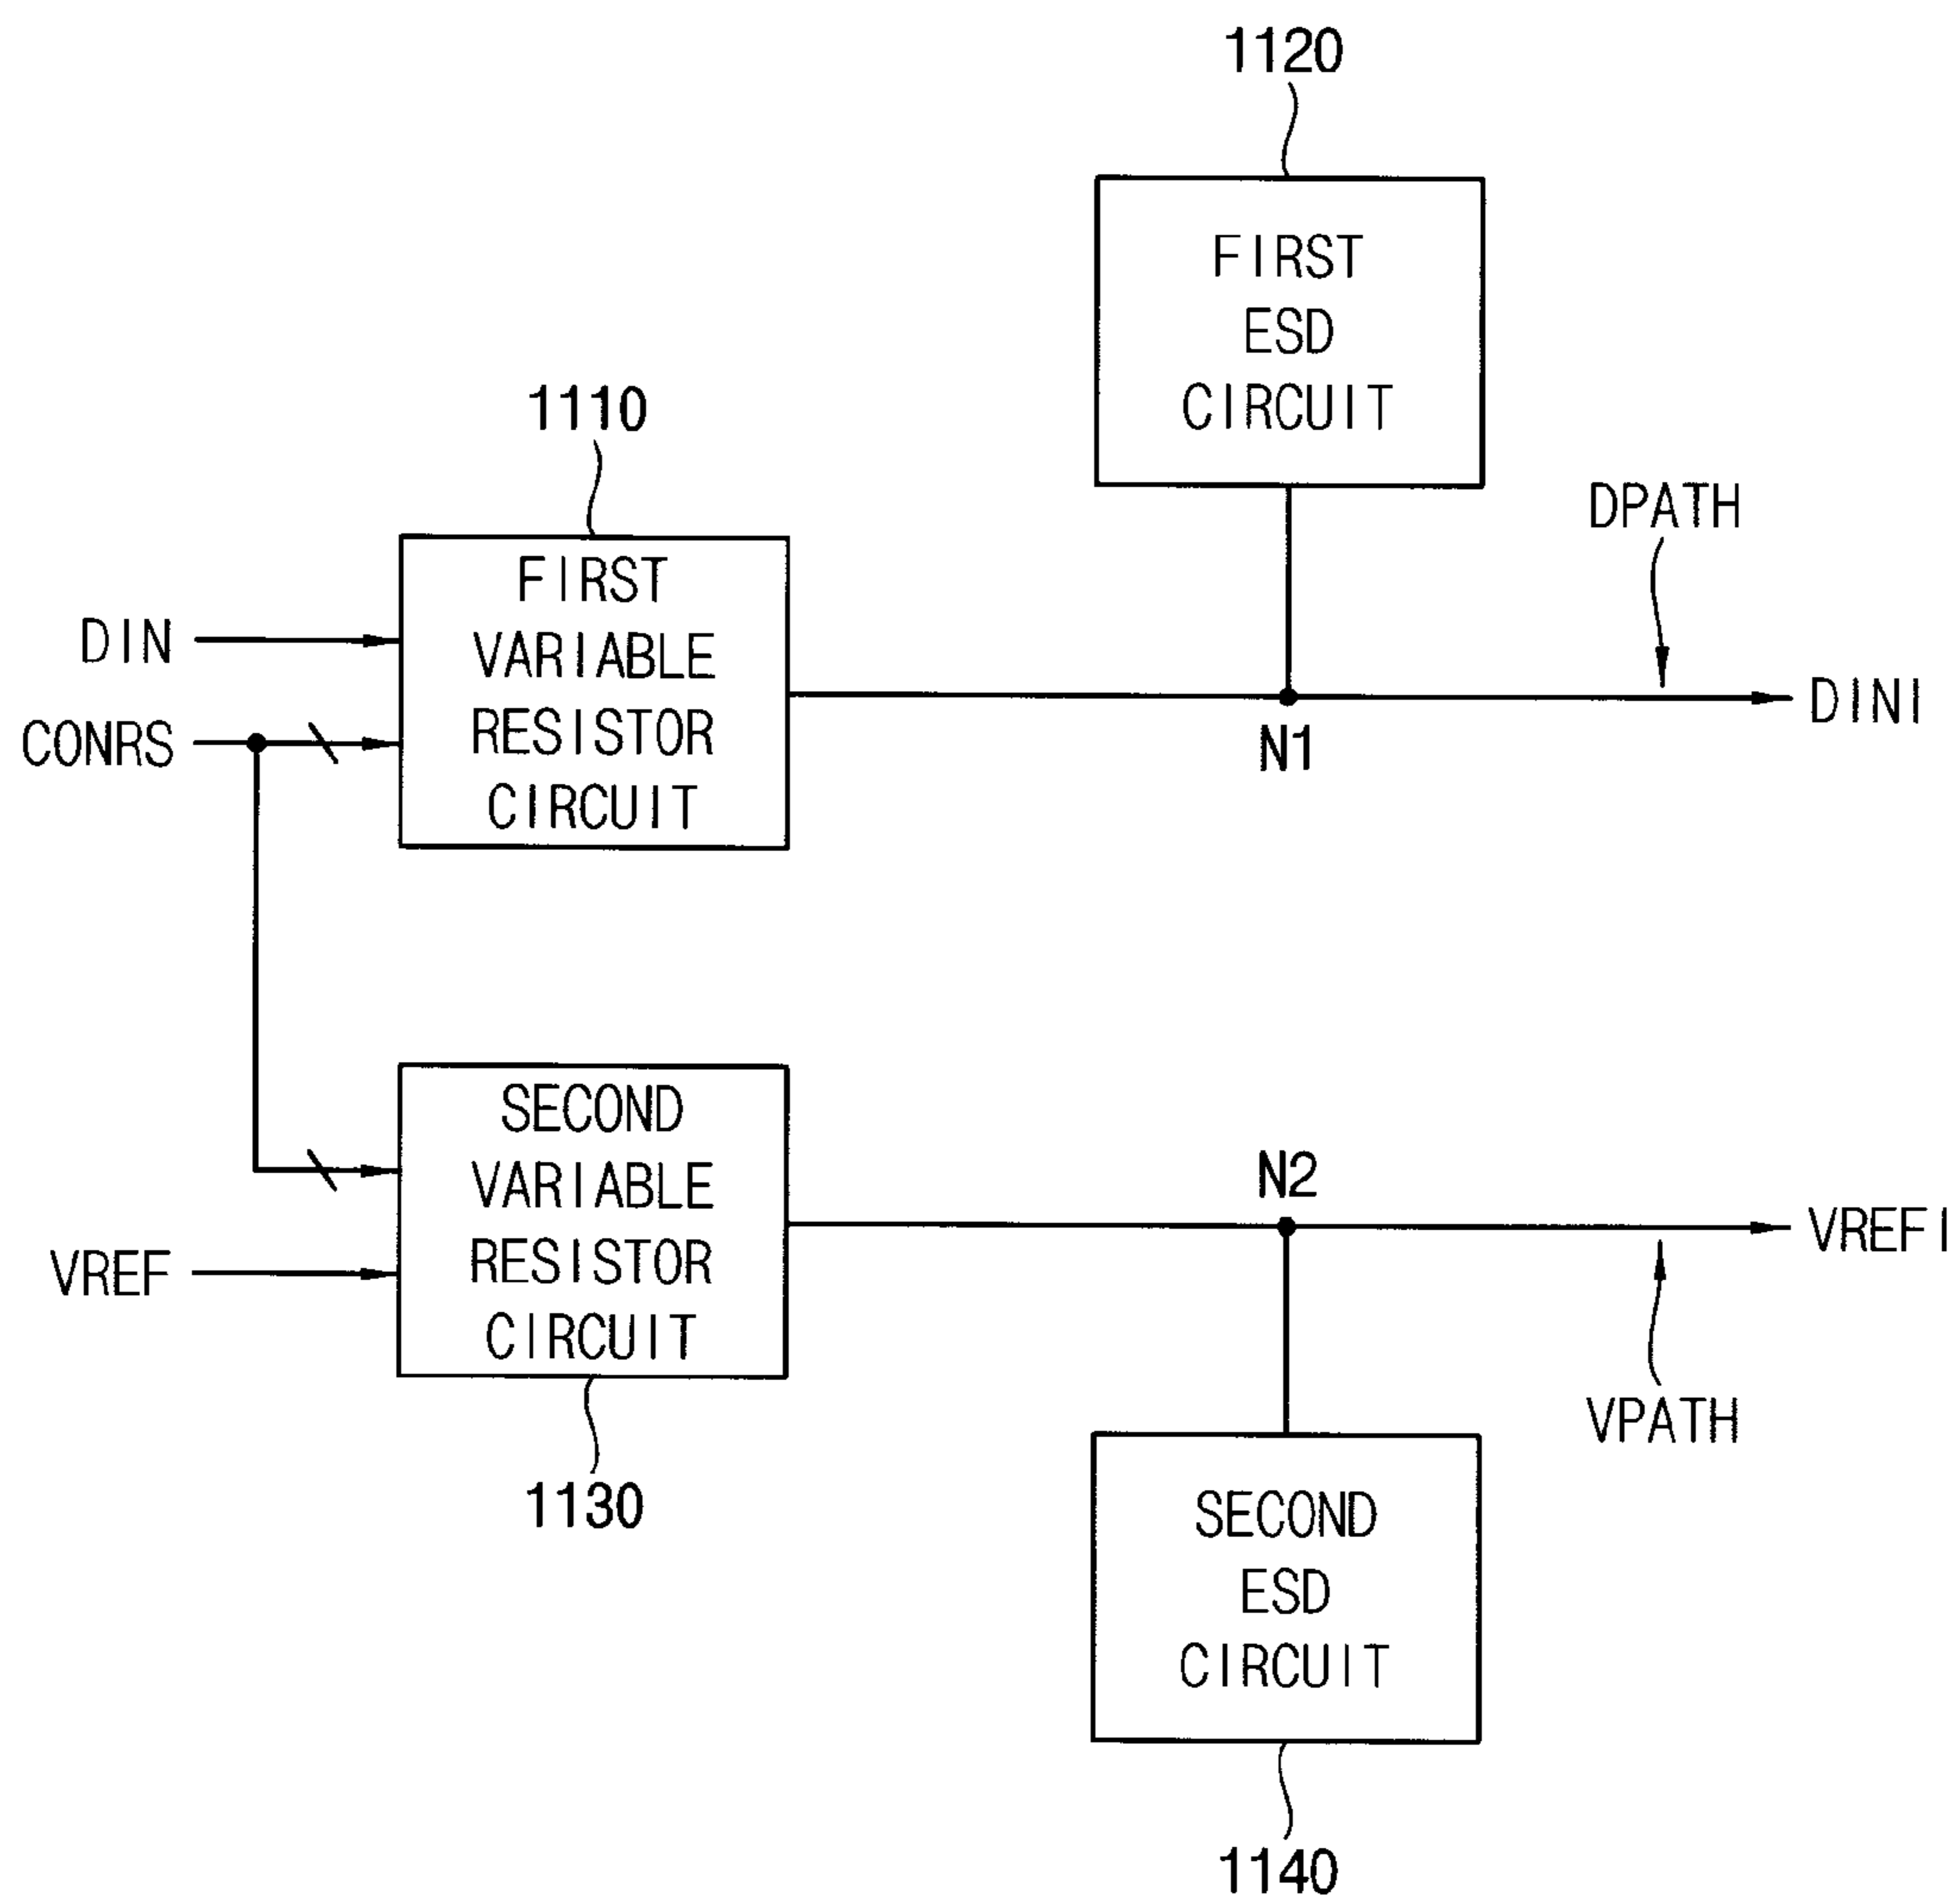 1120
FIRST
ESD
CIRCUIT
1110
DPATH
FIRST
VARIABLE
RESISTOR
CIRCUIT
DIN
CONRS
N1
DINI
SECOND
VARIABLE
RESISTOR
CIRCUIT
VREF
N2
VREFI
VPATH
1130
SECOND
ESD
CIRCUIT
1140